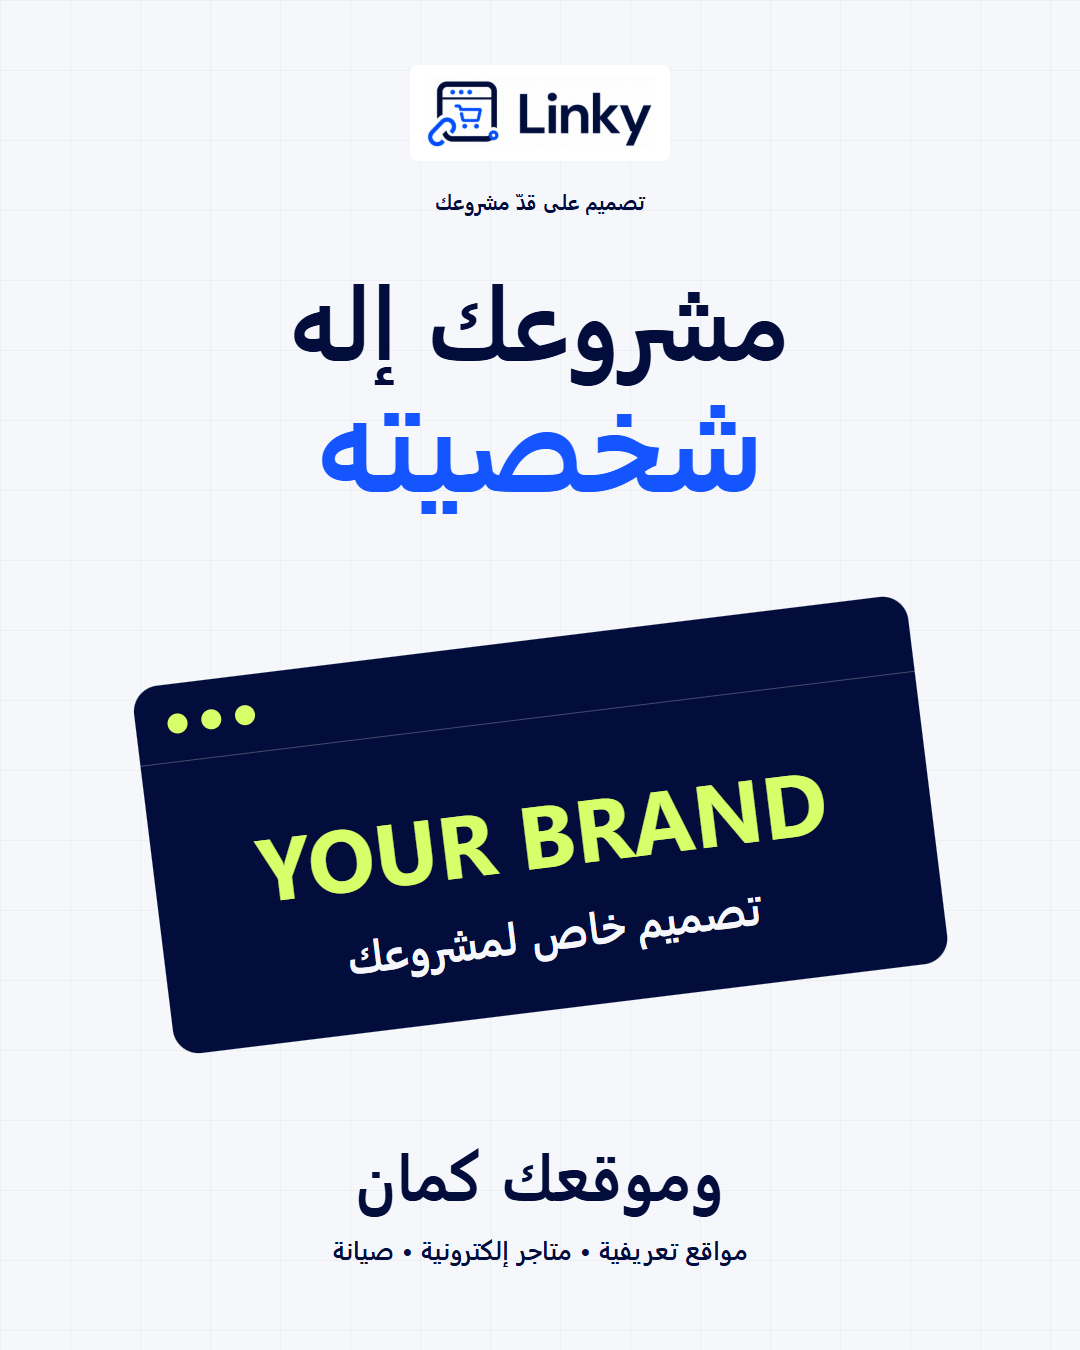 Linky
تصميم على قدّ مشروعك
مشروعك إله
شخصيته
YOUR BRAND
تصميم خاص لمشروعك
وموقعك كمان
مواقع تعريفية • متاجر إلكترونية • صيانة